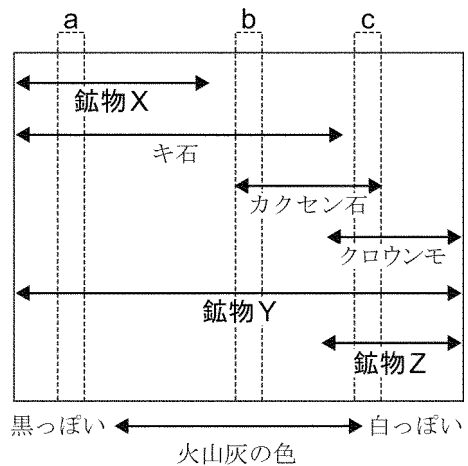 a b c
鉱物X
キ石
カクセン石
クロウンモ
鉱物Y
鉱物Z
黒っぽい 白っぽい
火山灰の色